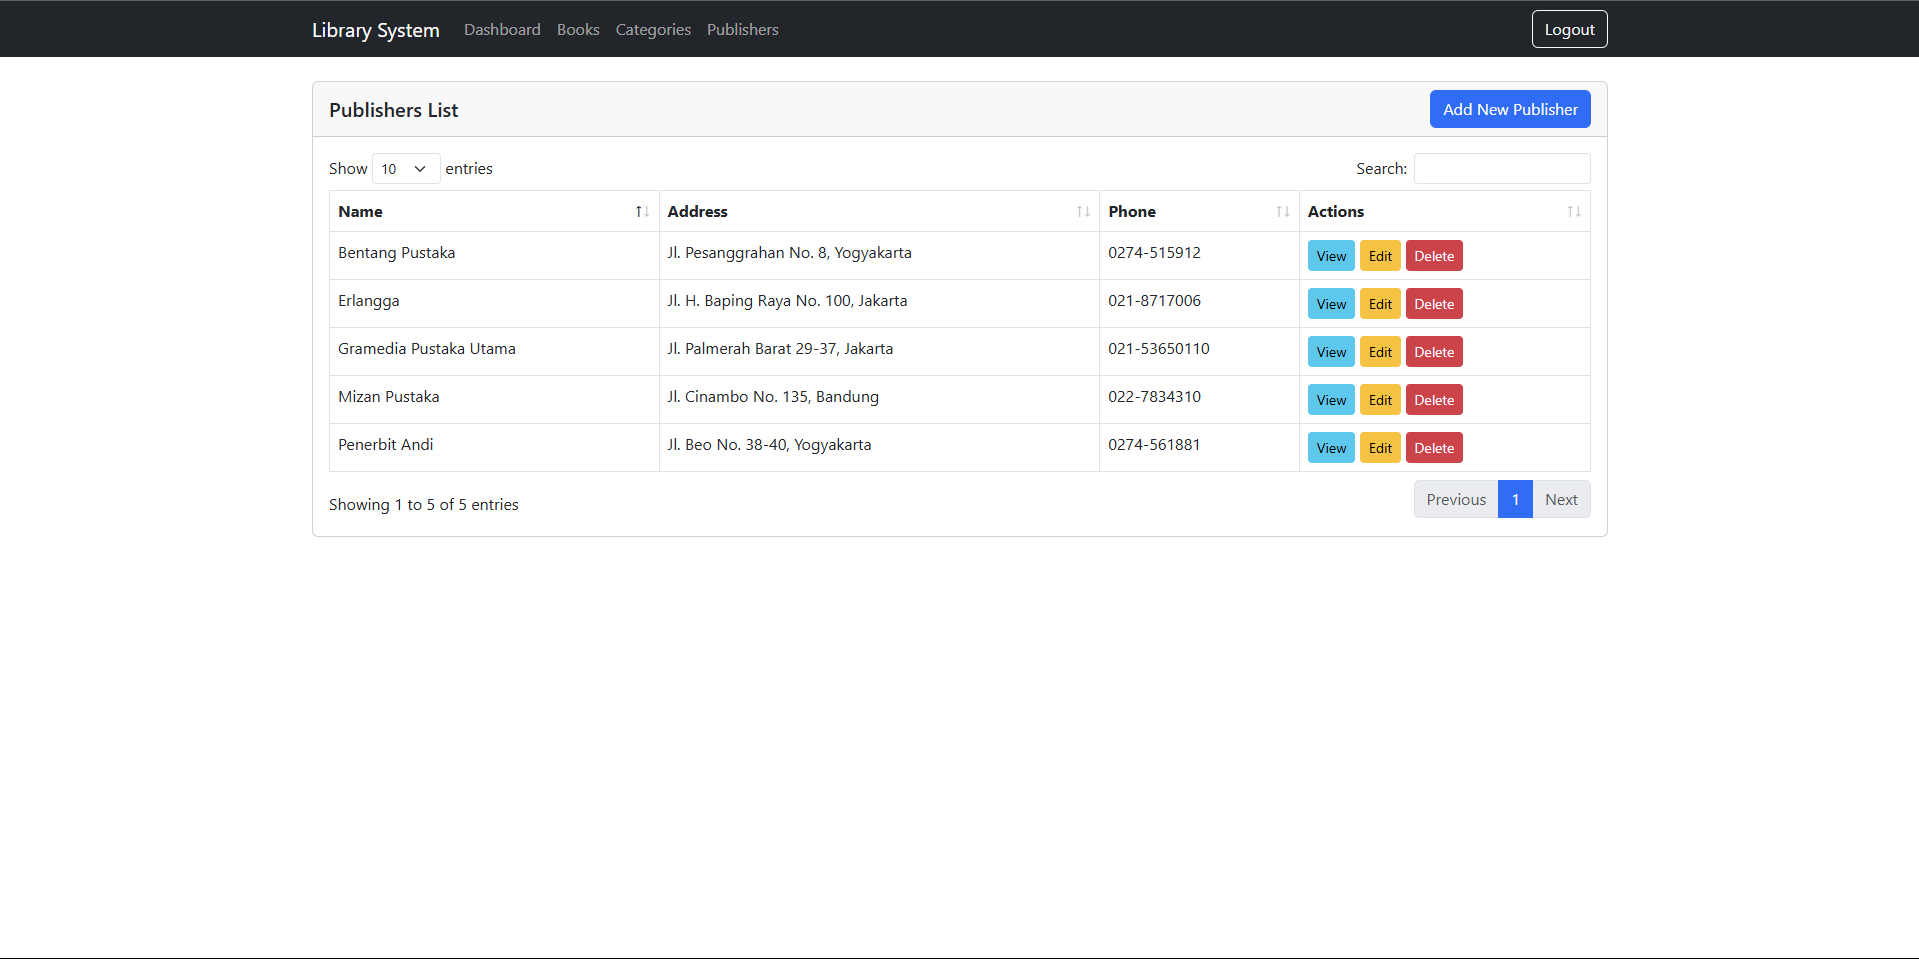 Library System Dashboard Books Categories Publishers Logout
Publishers List Add New Publisher
Show 10 entries Search:
Name Address Phone Actions
Bentang Pustaka Jl. Pesanggrahan No. 8, Yogyakarta 0274-515912 View Edit Delete
Erlangga Jl. H. Baping Raya No. 100, Jakarta 021-8717006 View Edit Delete
Gramedia Pustaka Utama Jl. Palmerah Barat 29-37, Jakarta 021-53650110 View Edit Delete
Mizan Pustaka Jl. Cinambo No. 135, Bandung 022-7834310 View Edit Delete
Penerbit Andi Jl. Beo No. 38-40, Yogyakarta 0274-561881 View Edit Delete
Showing 1 to 5 of 5 entries Previous 1 Next